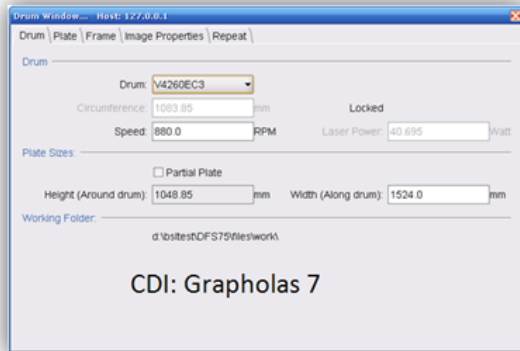 Drum Window... Host: 127.0.0.1
Drum Plate Frame Image Properties Repeat
Drum
Drum: V4260EC3
Circumference: 1083.85 mm Locked
Speed: 880.0 RPM Laser Power: 40.695 Watt
Plate Sizes:
Partial Plate
Height (Around drum): 1048.85 mm Width (Along drum): 1524.0 mm
Working Folder:
d:\bsltest\DFS75\files\work\
CDI: Grapholas 7